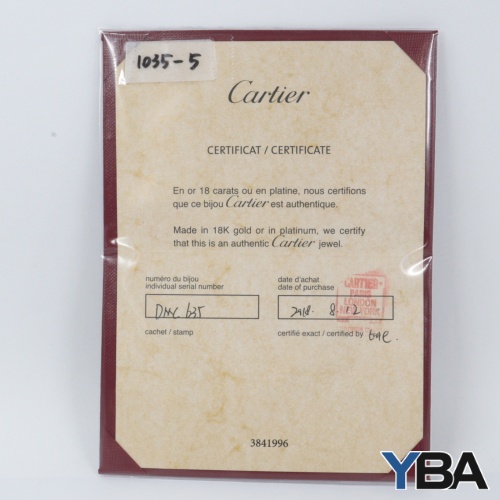 1035-5
Cartier
CERTIFICAT / CERTIFICATE
En or 18 carats ou en platine, nous certifions
que ce bijou Cartier est authentique.
Made in 18K gold or in platinum, we certify
that this is an authentic Cartier jewel.
numéro du bijou
individual serial number
date d'achat
date of purchase
CARTIER
PARIS
LONDON
NEW YORK
8. 12
cachet / stamp
certifié exact / certified by
3841996
YBA